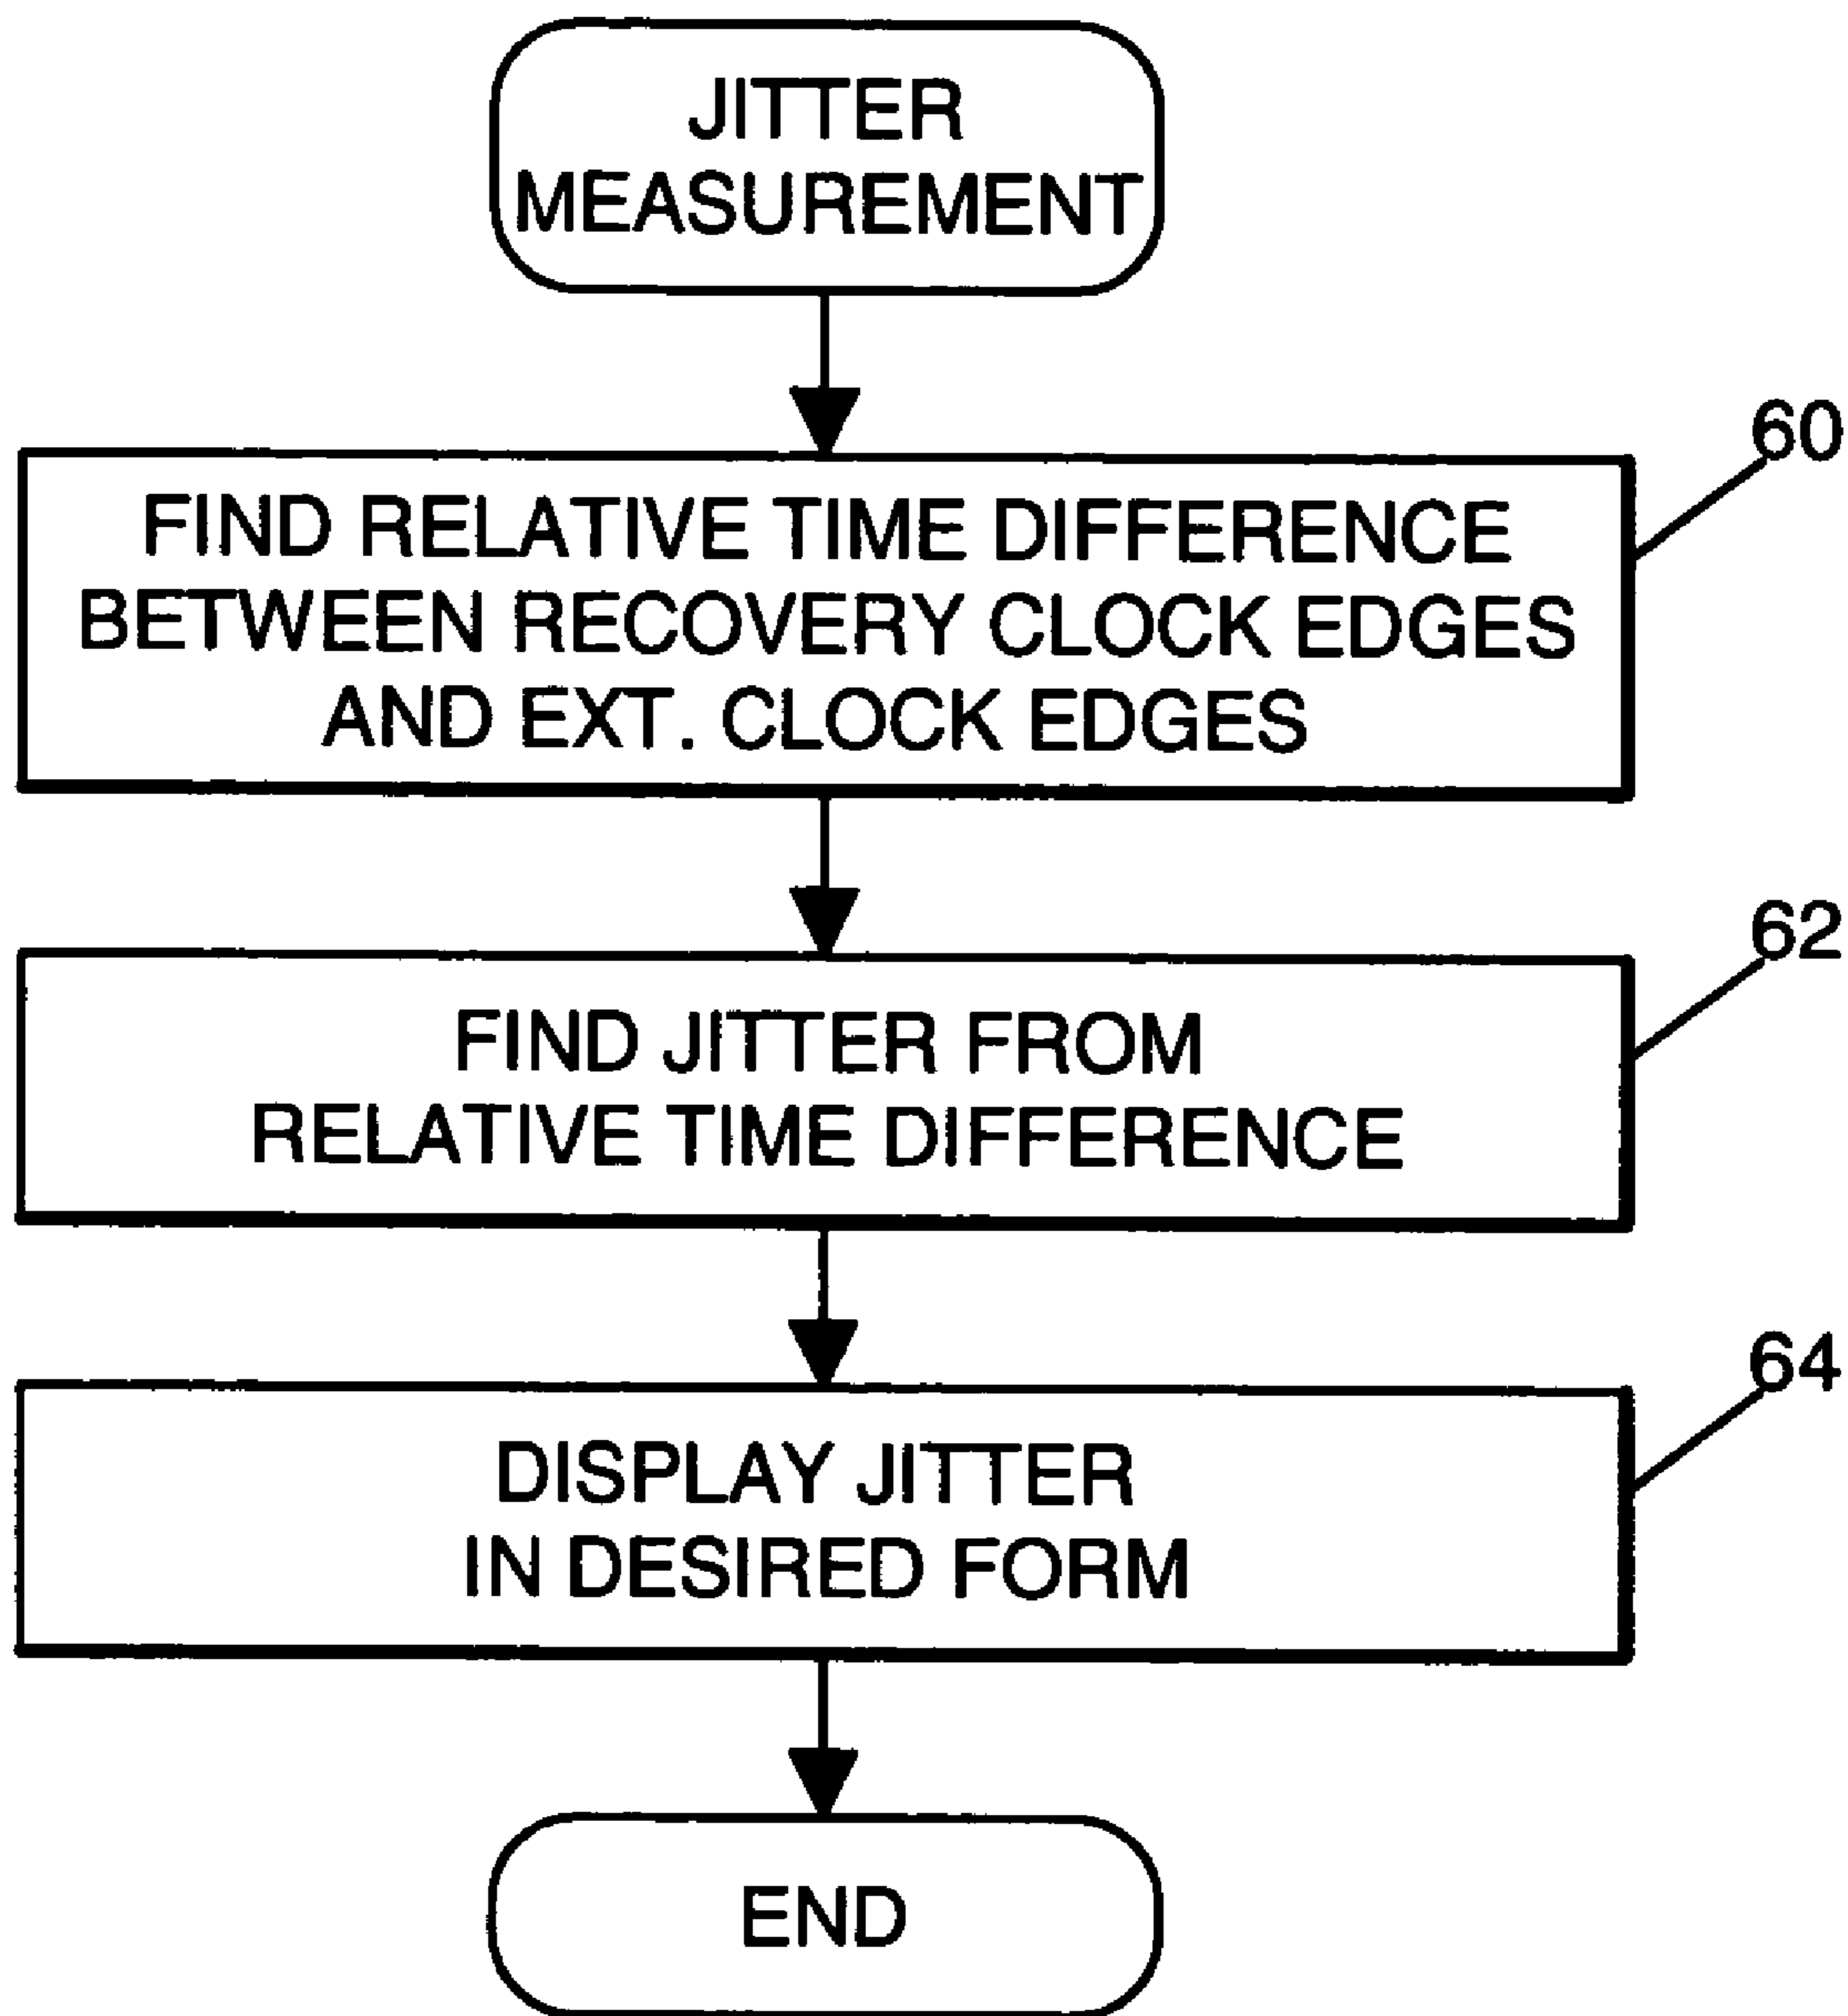 JITTER
MEASUREMENT
60
FIND RELATIVE TIME DIFFERENCE
BETWEEN RECOVERY CLOCK EDGES
AND EXT. CLOCK EDGES
62
FIND JITTER FROM
RELATIVE TIME DIFFERENCE
64
DISPLAY JITTER
IN DESIRED FORM
END